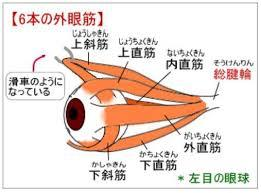 【6本の外眼筋】
じょうしゃきん
上斜筋
じょうちょくきん
上直筋
ないちょくきん
内直筋
そうけんりん
総腱輪
滑車のように
なっている
がいちょくきん
外直筋
かちょくきん
下直筋
かしゃきん
下斜筋
* 左目の眼球